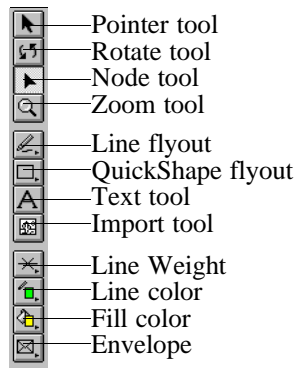 Pointer tool
Rotate tool
Node tool
Zoom tool
Line flyout
QuickShape flyout
Text tool
Import tool
Line Weight
Line color
Fill color
Envelope